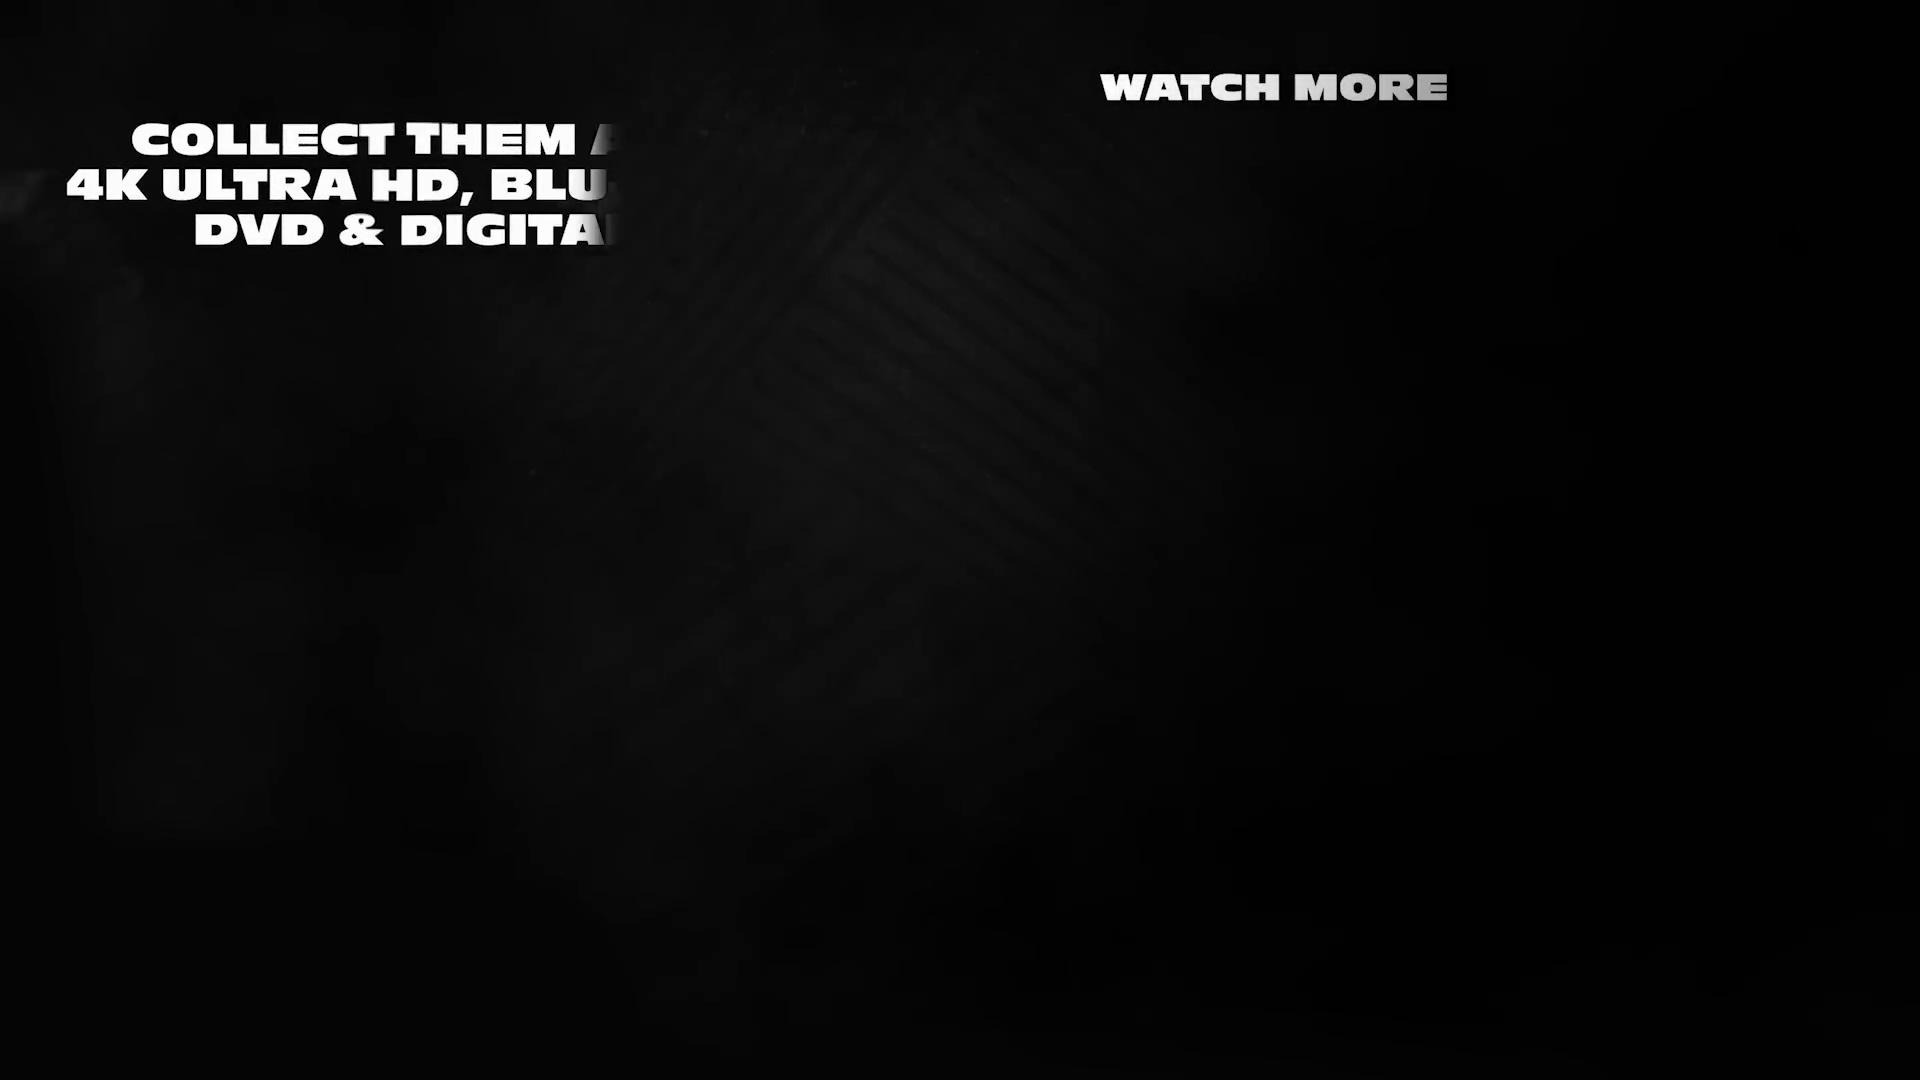 COLLECT THEM
4K ULTRA HD, BLU
DVD & DIGITA
WATCH MORE